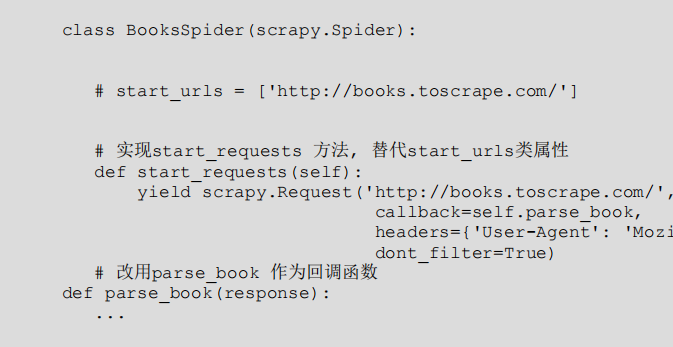 class BooksSpider(scrapy.Spider):
# start_urls = ['http://books.toscrape.com/']
# 实现start_requests 方法, 替代start_urls类属性
def start_requests(self):
yield scrapy.Request('http://books.toscrape.com/',
callback=self.parse_book,
headers={'User-Agent': 'Mozi
dont_filter=True)
# 改用parse_book 作为回调函数
def parse_book(response):
...